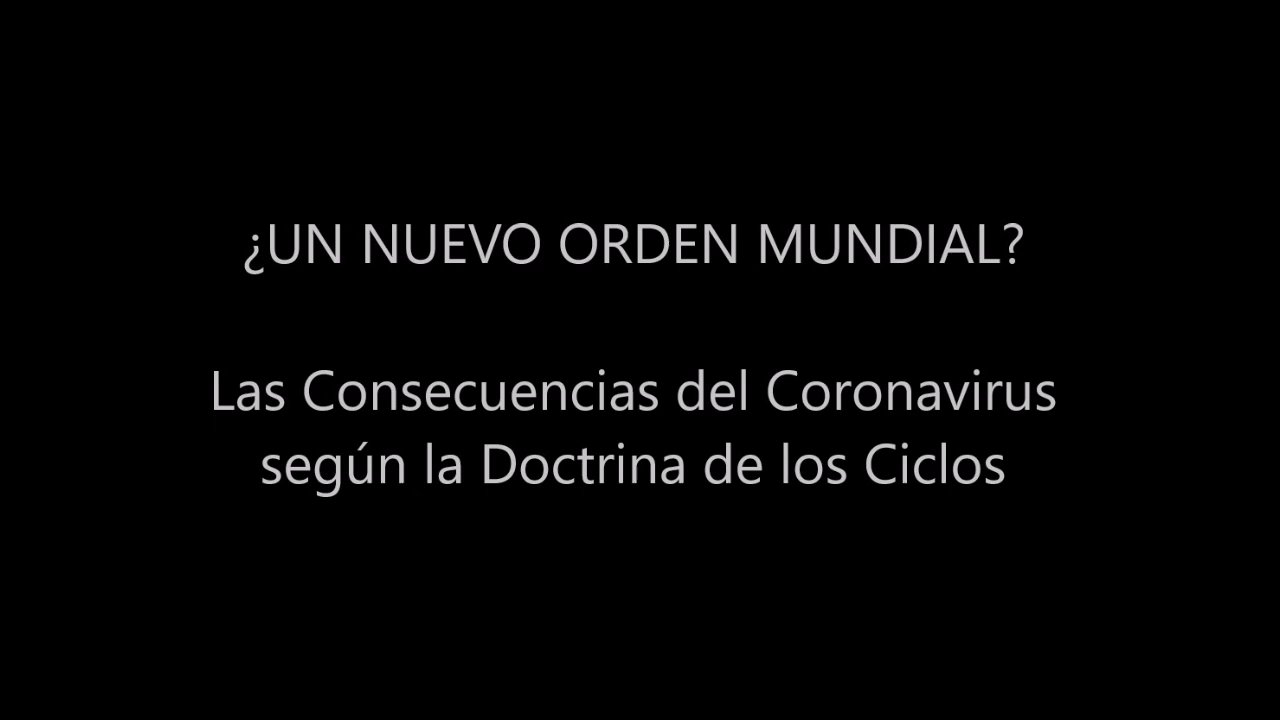 ¿UN NUEVO ORDEN MUNDIAL?
Las Consecuencias del Coronavirus
según la Doctrina de los Ciclos